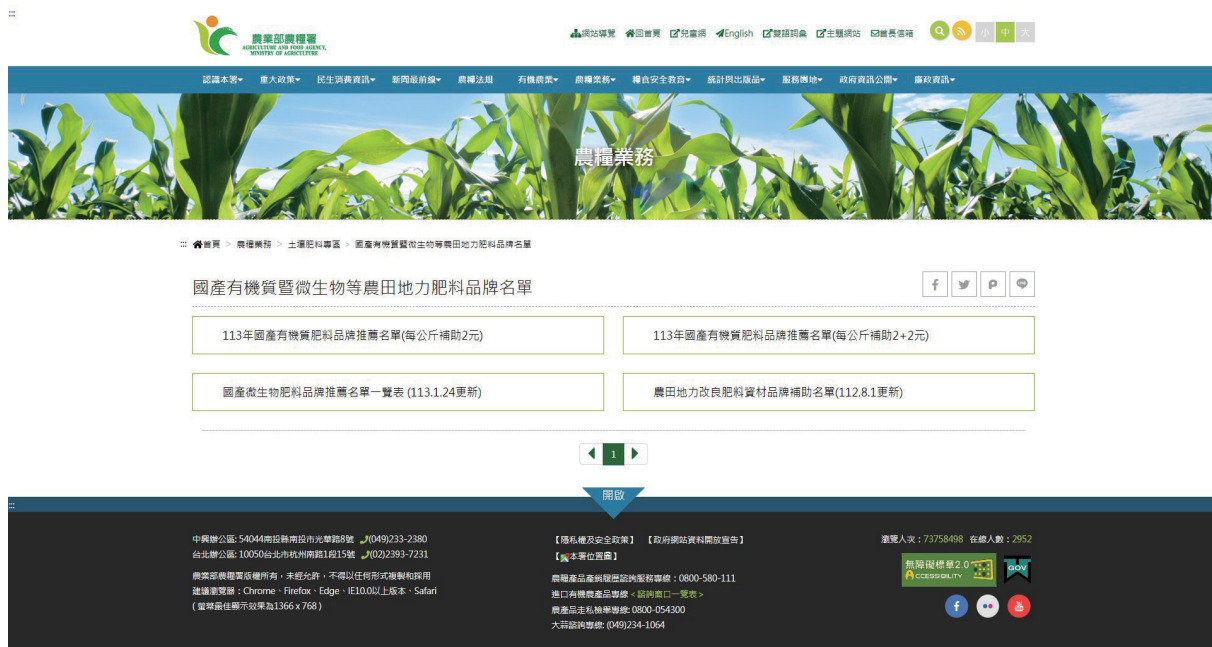 農業部農糧署
AGRICULTURE AND FOOD AGENCY,
MINISTRY OF AGRICULTURE
網站導覽 回首頁 兒童網 English 雙語詞彙 主題網站 首長信箱 小 中 大
認識本署 重大政策 民生消費資訊 新聞最前線 農糧法規 有機農業 農糧業務 糧食安全教育 統計與出版品 服務園地 政府資訊公開 廉政資訊
農糧業務
::: 首頁 > 農糧業務 > 土壤肥料專區 > 國產有機質暨微生物等農田地力肥料品牌名單
國產有機質暨微生物等農田地力肥料品牌名單
113年國產有機質肥料品牌推薦名單(每公斤補助2元)
113年國產有機質肥料品牌推薦名單(每公斤補助2+2元)
國產微生物肥料品牌推薦名單一覽表 (113.1.24更新)
農田地力改良肥料資材品牌補助名單(112.8.1更新)
1
開啟
中興辦公區: 54044南投縣南投市光華路8號 (049)233-2380
台北辦公區: 10050台北市杭州南路1段15號 (02)2393-7231
農業部農糧署版權所有，未經允許，不得以任何形式複製和採用
建議瀏覽器：Chrome、Firefox、Edge、IE10.0以上版本、Safari
( 螢幕最佳顯示效果為1366 x 768 )
【隱私權及安全政策】 【政府網站資料開放宣告】
【本署位置圖】
農糧產品產銷履歷諮詢服務專線：0800-580-111
進口有機農產品專線 < 諮詢窗口一覽表 >
農產品走私檢舉專線: 0800-054300
大蒜諮詢專線: (049)234-1064
瀏覽人次：73758498 在線人數：2952
無障礙標章2.0
ACCESSIBILITY
GOV